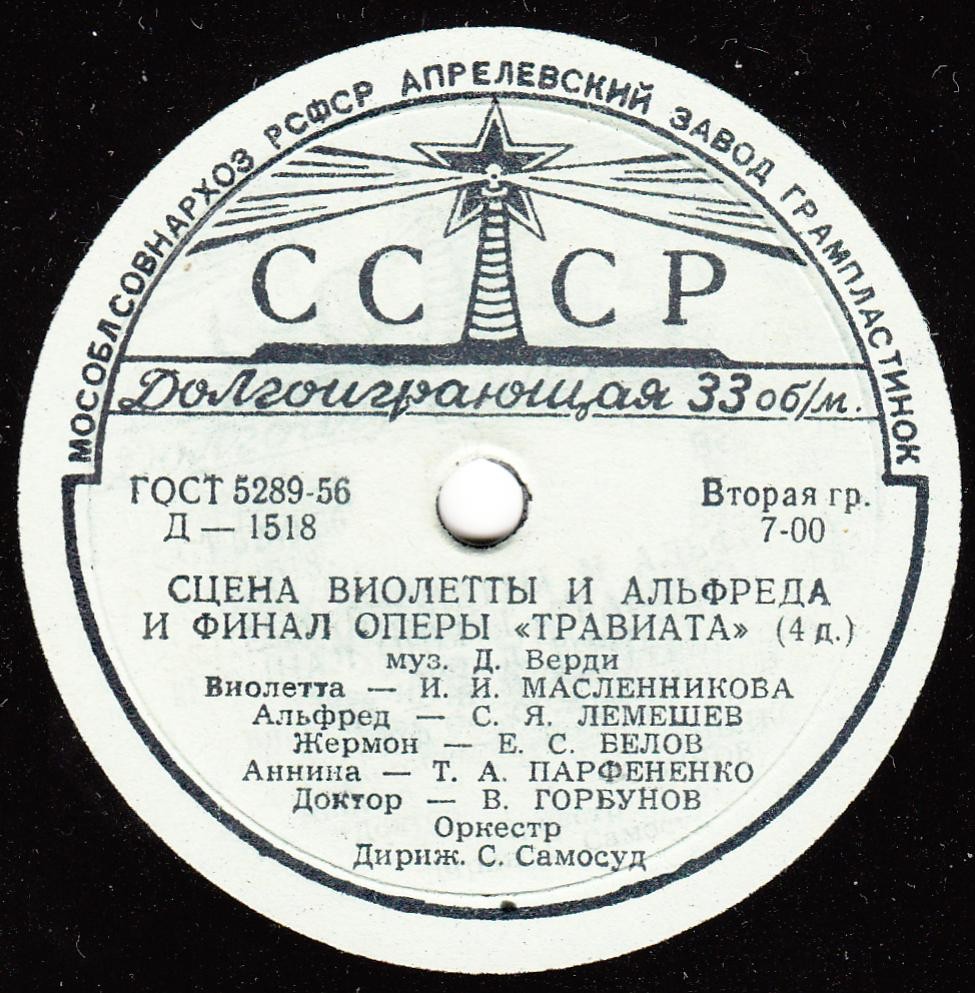 МОСОБЛСОВНАРХОЗ РСФСР АПРЕЛЕВСКИЙ ЗАВОД ГРАМПЛАСТИНОК
СССР
Долгоиграющая 33 об/м.
ГОСТ 5289-56
Д — 1518
Вторая гр.
7-00
СЦЕНА ВИОЛЕТТЫ И АЛЬФРЕДА
И ФИНАЛ ОПЕРЫ «ТРАВИАТА» (4 д.)
муз. Д. Верди
Виолетта — И. И. МАСЛЕННИКОВА
Альфред — С. Я. ЛЕМЕШЕВ
Жермон — Е. С. БЕЛОВ
Аннина — Т. А. ПАРФЕНЕНКО
Доктор — В. ГОРБУНОВ
Оркестр
Дириж. С. Самосуд